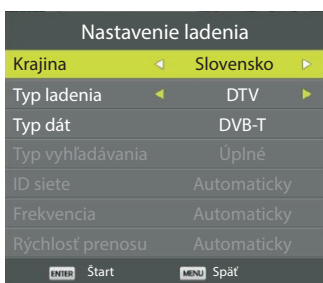 Nastavenie ladenia
Krajina Slovensko
Typ ladenia DTV
Typ dát DVB-T
Typ vyhľadávania Úplné
ID siete Automaticky
Frekvencia Automaticky
Rýchlosť prenosu Automaticky
ENTER Štart MENU Späť